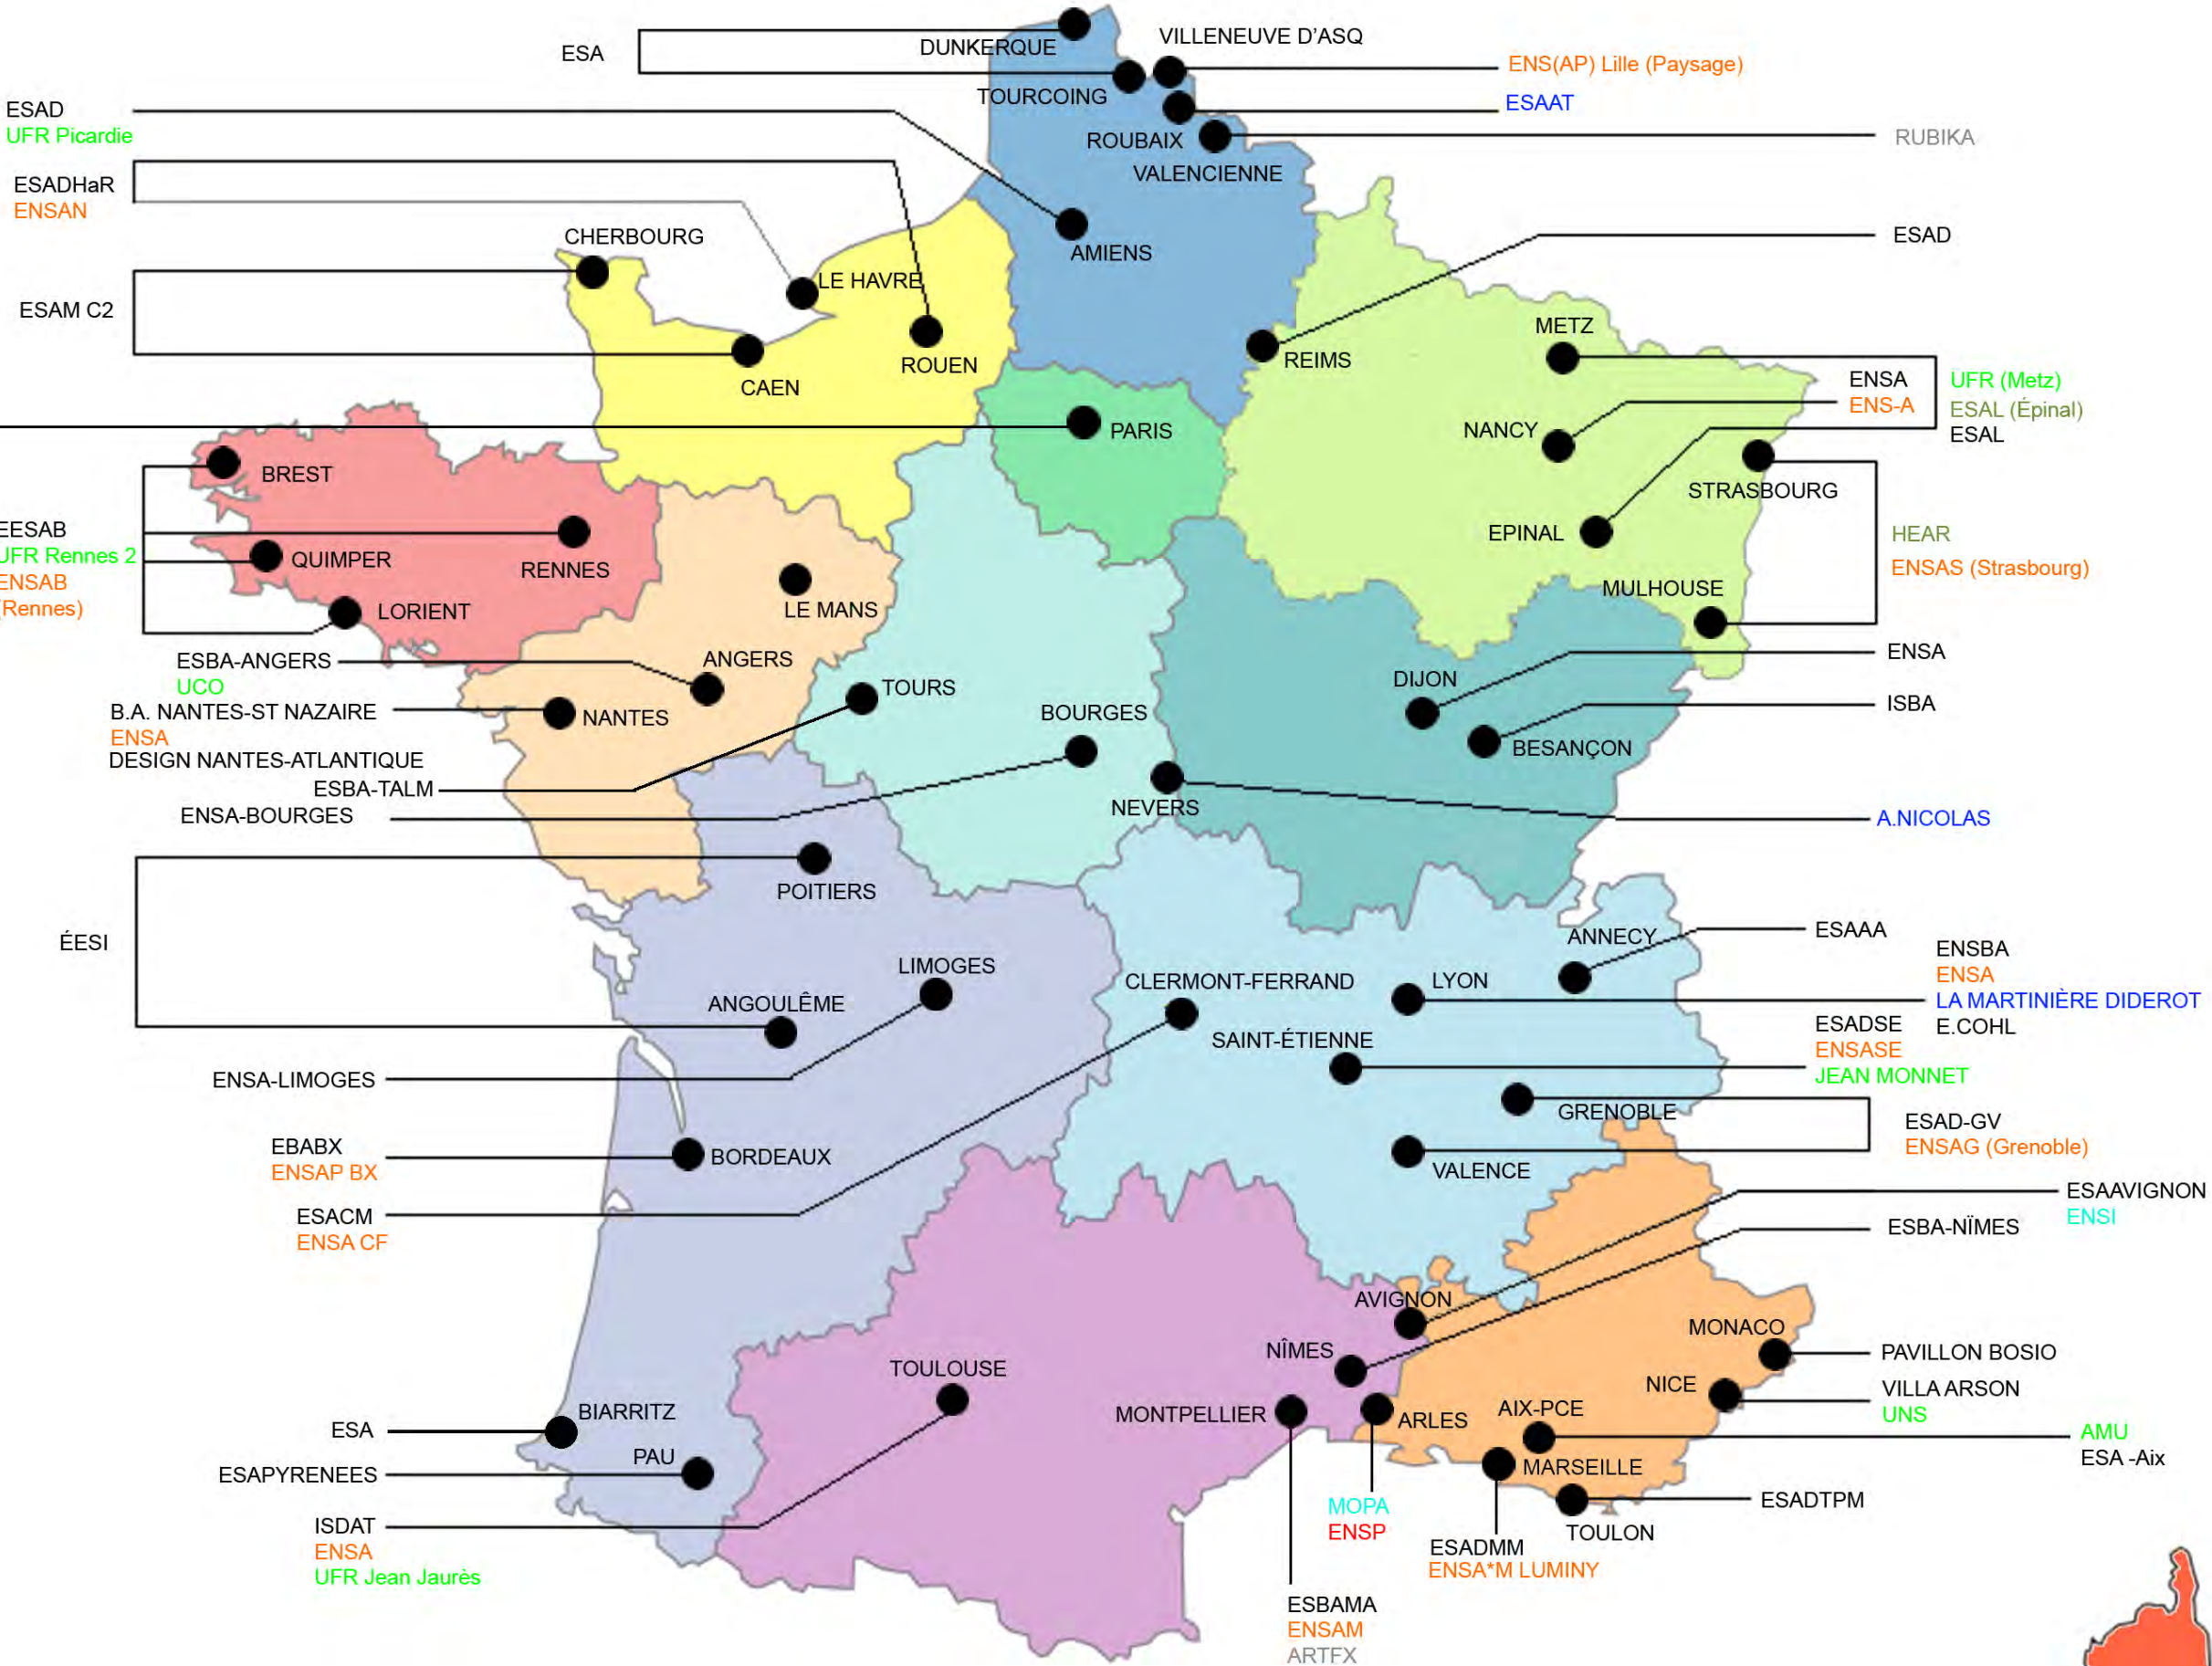 ESA
DUNKERQUE
VILLENEUVE D'ASQ
ENS(AP) Lille (Paysage)
TOURCOING
ESAAT
ESAD
UFR Picardie
ROUBAIX
RUBIKA
VALENCIENNE
ESADHaR
ENSAN
AMIENS
ESAD
CHERBOURG
LE HAVRE
ESAM C2
ROUEN
CAEN
REIMS
METZ
ENSA
ENS-A
UFR (Metz)
ESAL (Épinal)
ESAL
PARIS
NANCY
BREST
STRASBOURG
EESAB
UFR Rennes 2
ENSAB
(Rennes)
QUIMPER
RENNES
EPINAL
HEAR
ENSAS (Strasbourg)
LORIENT
LE MANS
MULHOUSE
ESBA-ANGERS
UCO
ANGERS
ENSA
B.A. NANTES-ST NAZAIRE
ENSA
DESIGN NANTES-ATLANTIQUE
NANTES
TOURS
BOURGES
DIJON
ISBA
BESANÇON
ESBA-TALM
ENSA-BOURGES
NEVERS
A.NICOLAS
POITIERS
ÉESI
ANNECY
ESAAA
LIMOGES
ANGOULÊME
CLERMONT-FERRAND
LYON
ENSBA
ENSA
LA MARTINIÈRE DIDEROT
E.COHL
SAINT-ÉTIENNE
ESADSE
ENSASE
JEAN MONNET
ENSA-LIMOGES
GRENOBLE
ESAD-GV
ENSAG (Grenoble)
EBABX
ENSAP BX
BORDEAUX
VALENCE
ESACM
ENSA CF
ESAAVIGNON
ENSI
ESBA-NÏMES
AVIGNON
MONACO
NÎMES
PAVILLON BOSIO
TOULOUSE
NICE
VILLA ARSON
UNS
ESA
BIARRITZ
MONTPELLIER
ARLES
AIX-PCE
AMU
ESA -Aix
PAU
ESAPYRENEES
MARSEILLE
MOPA
ENSP
ESADTPM
ISDAT
ENSA
UFR Jean Jaurès
ESADMM
ENSA*M LUMINY
TOULON
ESBAMA
ENSAM
ARTFX